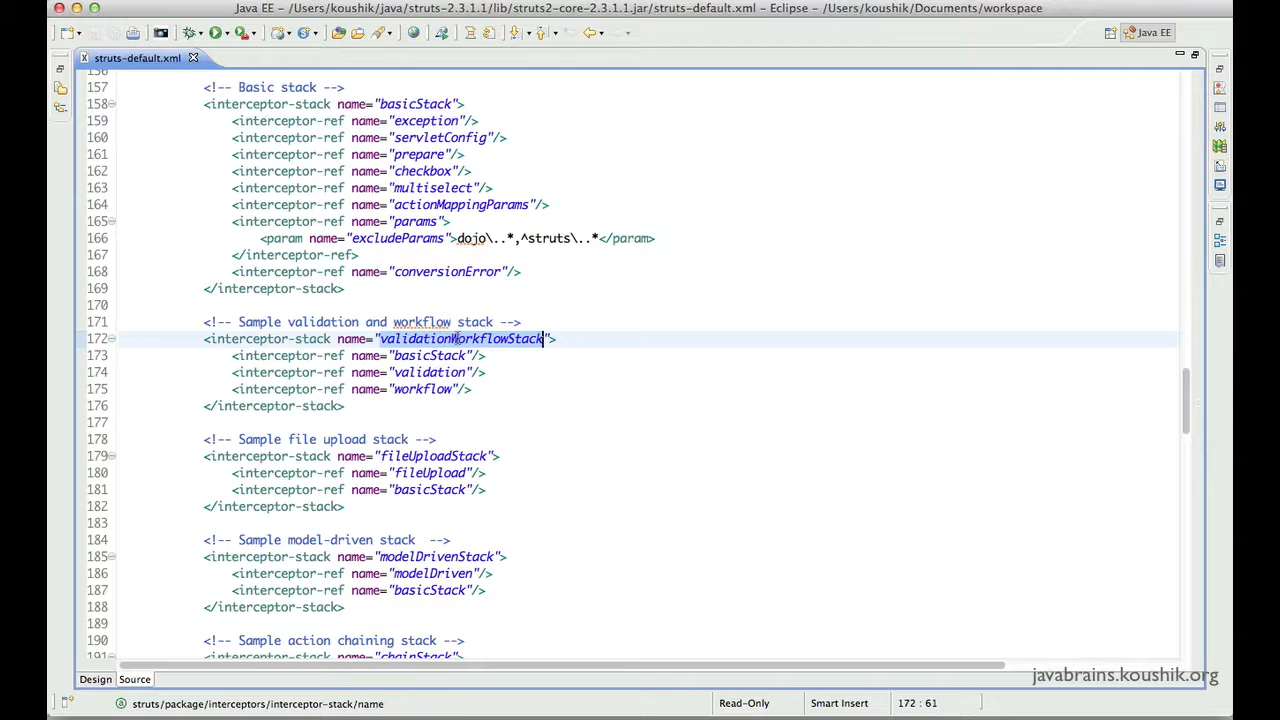 Java EE - /Users/koushik/java/struts-2.3.1.1/lib/struts2-core-2.3.1.1.jar/struts-default.xml - Eclipse - /Users/koushik/Documents/workspace
Java EE
struts-default.xml
156
157 <!-- Basic stack -->
158 <interceptor-stack name="basicStack">
159 <interceptor-ref name="exception"/>
160 <interceptor-ref name="servletConfig"/>
161 <interceptor-ref name="prepare"/>
162 <interceptor-ref name="checkbox"/>
163 <interceptor-ref name="multiselect"/>
164 <interceptor-ref name="actionMappingParams"/>
165 <interceptor-ref name="params">
166 <param name="excludeParams">dojo\..*,^struts\..*</param>
167 </interceptor-ref>
168 <interceptor-ref name="conversionError"/>
169 </interceptor-stack>
170
171 <!-- Sample validation and workflow stack -->
172 <interceptor-stack name="validationWorkflowStack">
173 <interceptor-ref name="basicStack"/>
174 <interceptor-ref name="validation"/>
175 <interceptor-ref name="workflow"/>
176 </interceptor-stack>
177
178 <!-- Sample file upload stack -->
179 <interceptor-stack name="fileUploadStack">
180 <interceptor-ref name="fileUpload"/>
181 <interceptor-ref name="basicStack"/>
182 </interceptor-stack>
183
184 <!-- Sample model-driven stack  -->
185 <interceptor-stack name="modelDrivenStack">
186 <interceptor-ref name="modelDriven"/>
187 <interceptor-ref name="basicStack"/>
188 </interceptor-stack>
189
190 <!-- Sample action chaining stack -->
191 <interceptor-stack name="chainStack">
javabrains.koushik.org
Design Source
struts/package/interceptors/interceptor-stack/name Read-Only Smart Insert 172 : 61